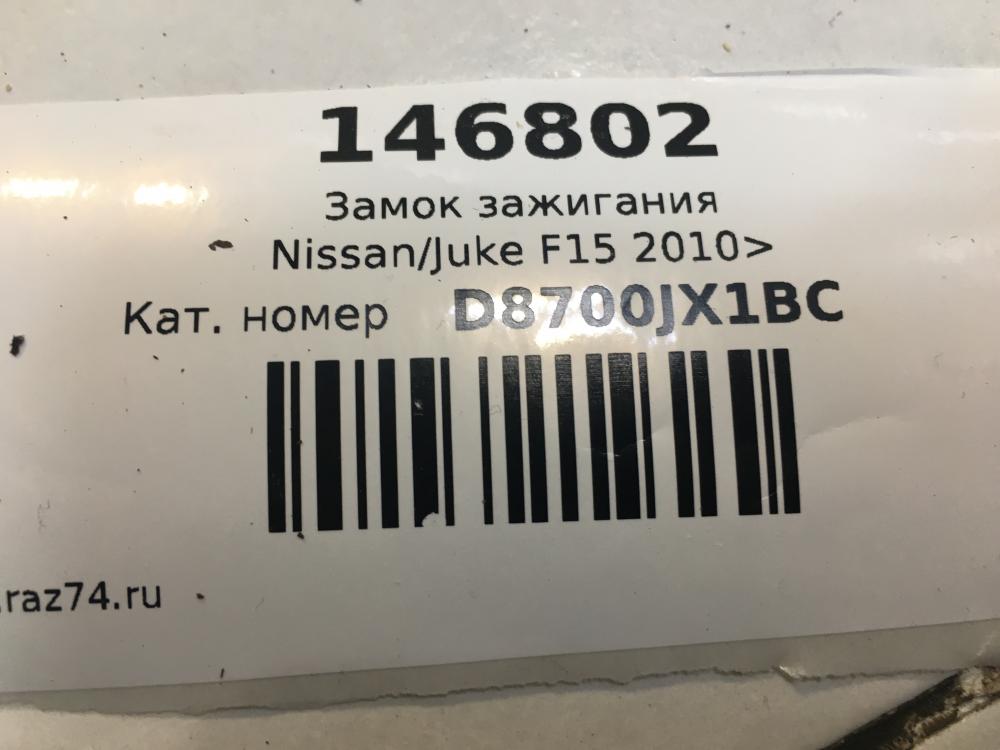 146802
Замок зажигания
Nissan/Juke F15 2010>
Кат. номер D8700JX1BC
.raz74.ru